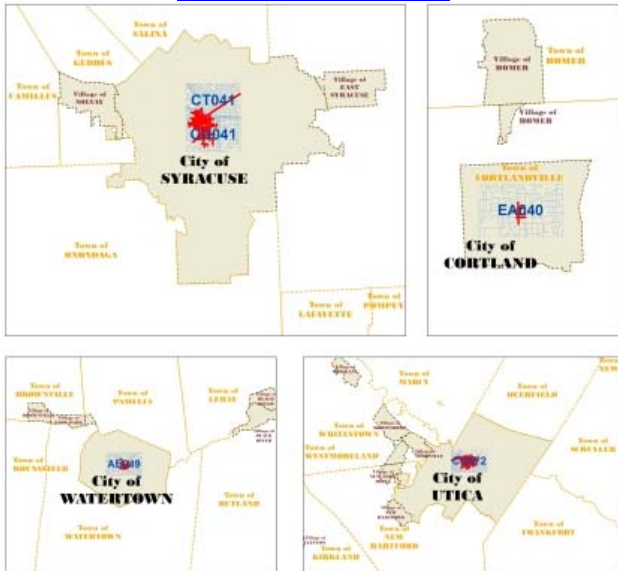 Town of
SALINA
Town of
GEDDES
Town of
CAMILLUS
Village of
SOLVAY
Village of
EAST
SYRACUSE
CT041
City of
SYRACUSE
Town of
ONONDAGA
Town of
LAFAYETTE
Town of
POMPEY
Village of
HOMER
Town of
HOMER
Village of
HOMER
Town of
CORTLANDVILLE
EA040
City of
CORTLAND
Town of
BROWNVILLE
Town of
PAMELIA
Town of
LERAY
City of
WATERTOWN
Town of
RUTLAND
Town of
WATERTOWN
Town of
MARCY
Town of
DEERFIELD
Town of
Town of
WHITESTOWN
Town of
WESTMORELAND
Town of
SCHUYLER
City of
UTICA
Town of
NEW
HARTFORD
Town of
FRANKFORT
Town of
KIRKLAND